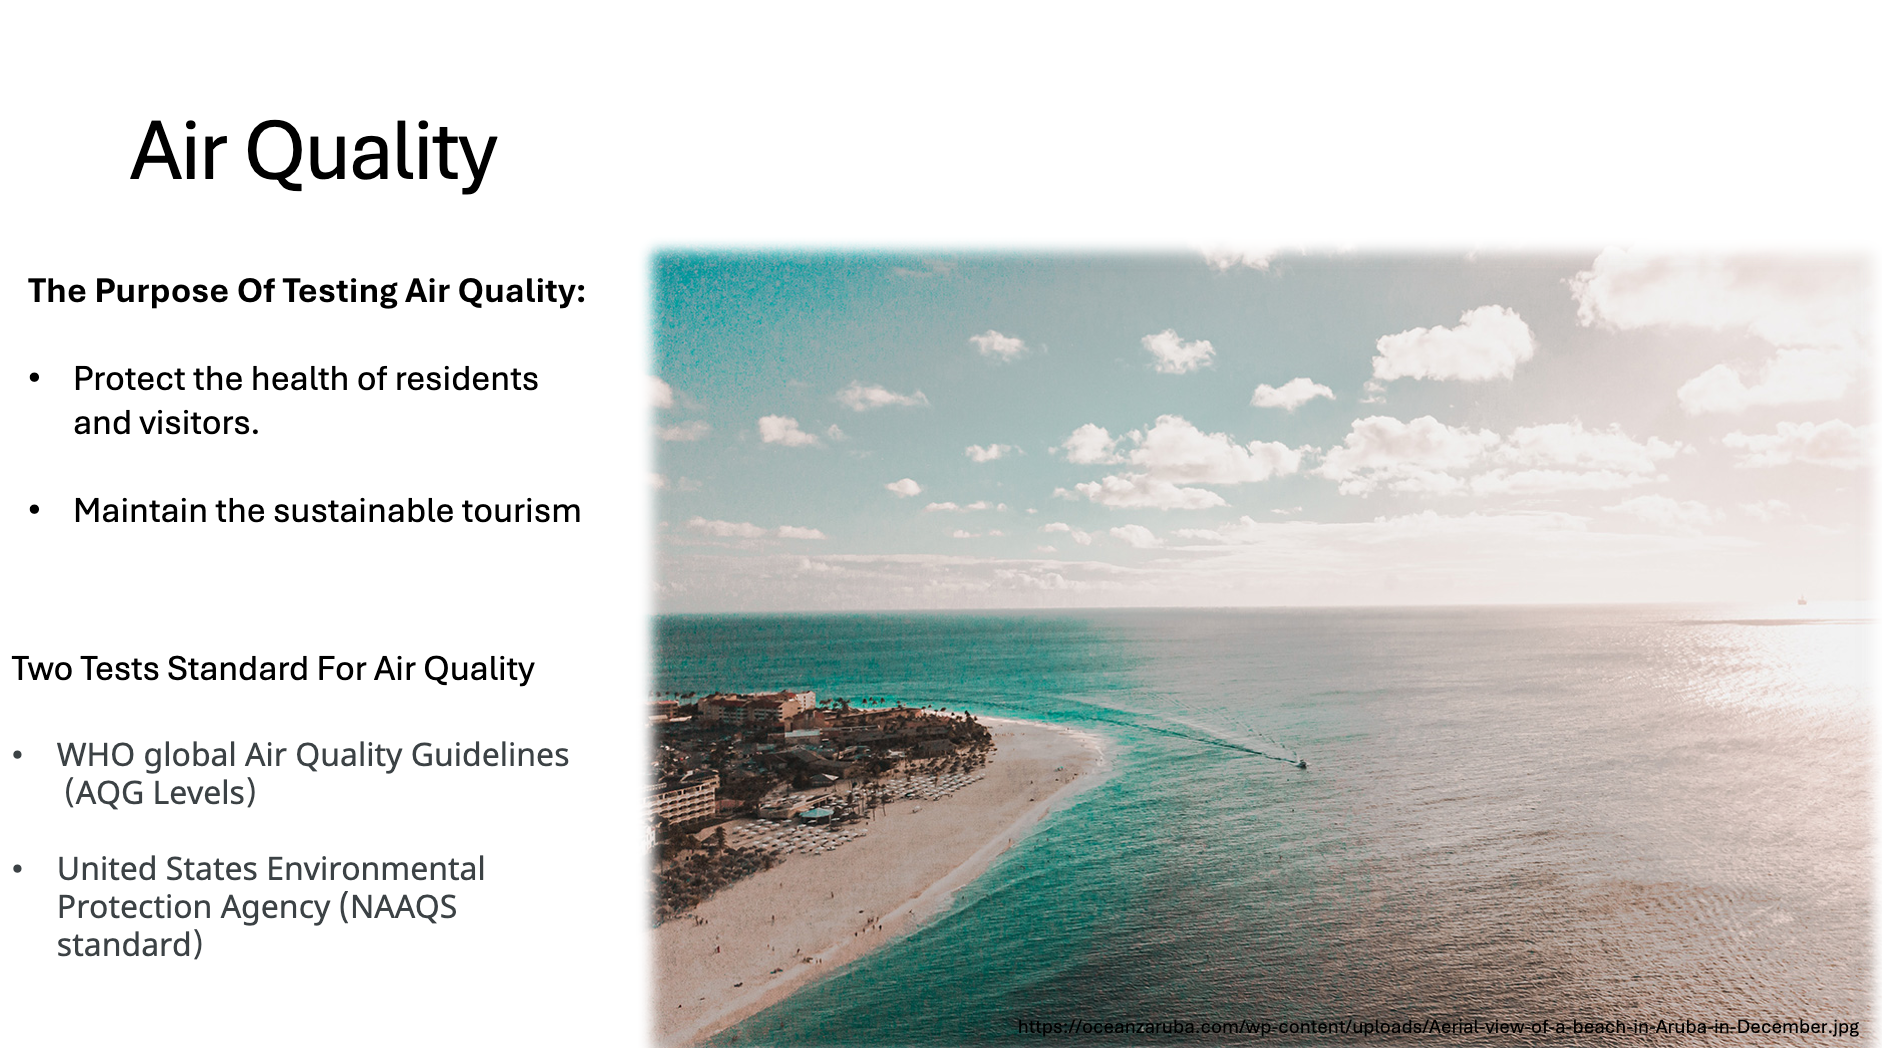 Air Quality
The Purpose Of Testing Air Quality:
• Protect the health of residents
and visitors.
• Maintain the sustainable tourism
Two Tests Standard For Air Quality
• WHO global Air Quality Guidelines
(AQG Levels)
• United States Environmental
Protection Agency (NAAQS
standard)
https://oceanzaruba.com/wp-content/uploads/Aerial-view-of-a-beach-in-Aruba-in-December.jpg